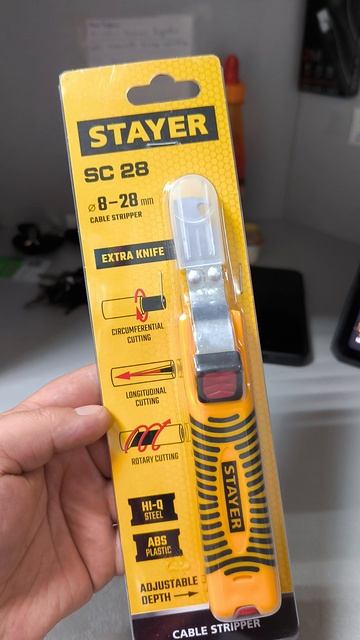 STAYER
SC 28
⌀ 8–28 mm
CABLE STRIPPER
EXTRA KNIFE
CIRCUMFERENTIAL
CUTTING
LONGITUDINAL
CUTTING
ROTARY CUTTING
STAYER
HI-Q
STEEL
ABS
PLASTIC
ADJUSTABLE
DEPTH
CABLE STRIPPER